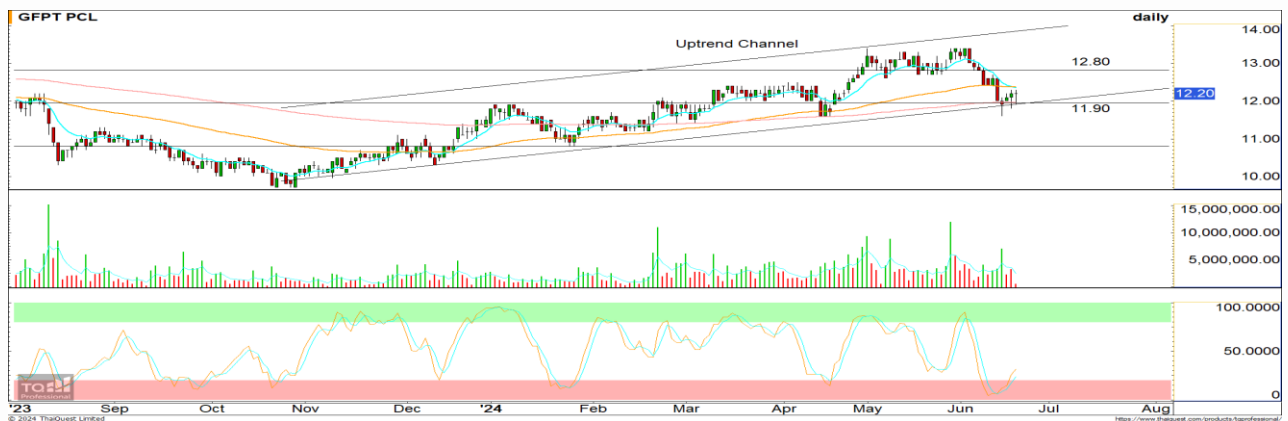 GFPT PCL
daily
Uptrend Channel
14.00
13.00
12.80
12.20
12.00
11.90
11.00
10.00
15,000,000.00
10,000,000.00
5,000,000.00
100.0000
50.0000
0
TQ
Professional
'23 Sep Oct Nov Dec '24 Feb Mar Apr May Jun Jul Aug
© 2024 ThaiQuest Limited https://www.thaiquest.com/products/tqprofessional/